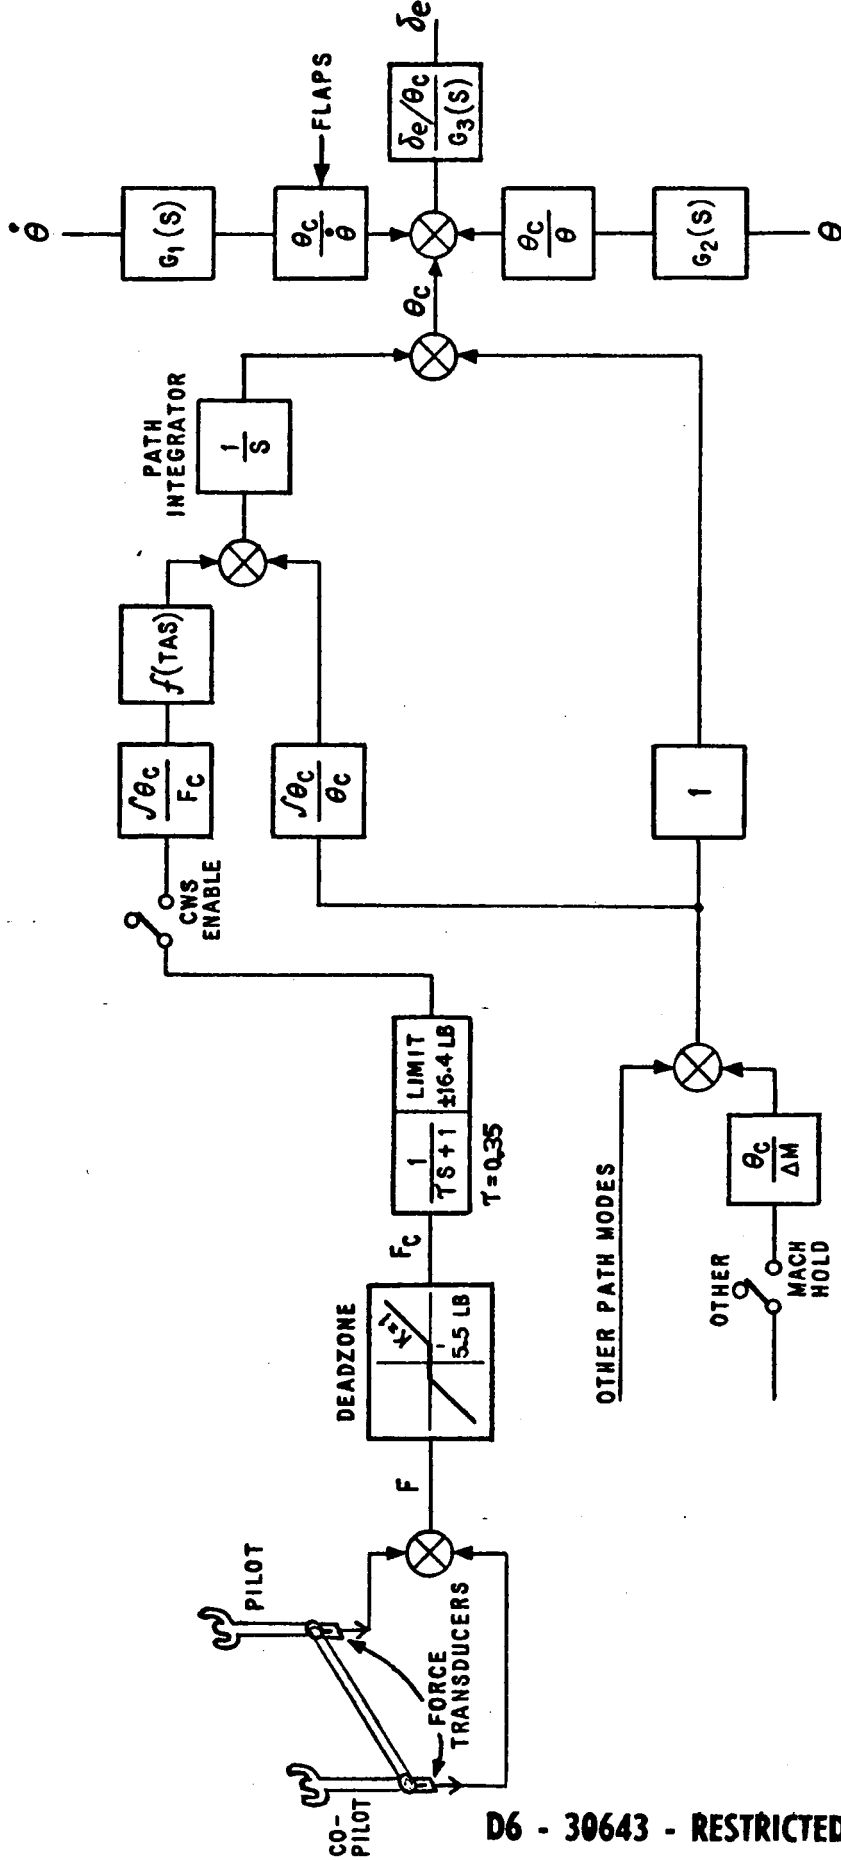 CO-
PILOT
PILOT
FORCE
TRANSDUCERS
F
DEADZONE
K=1
5.5 LB
FC
1
τS+1
LIMIT
±16.4 LB
τ=0.35
CWS
ENABLE
∫θC
FC
f(TAS)
∫θC
θC
PATH
INTEGRATOR
1
S
OTHER PATH MODES
OTHER
MACH
HOLD
θC
ΔM
1
θC
θ̇
G1(S)
θC
θ̇
FLAPS
θC
θ
G2(S)
θ
δe/θC
G3(S)
δe
D6 - 30643 - RESTRICTED